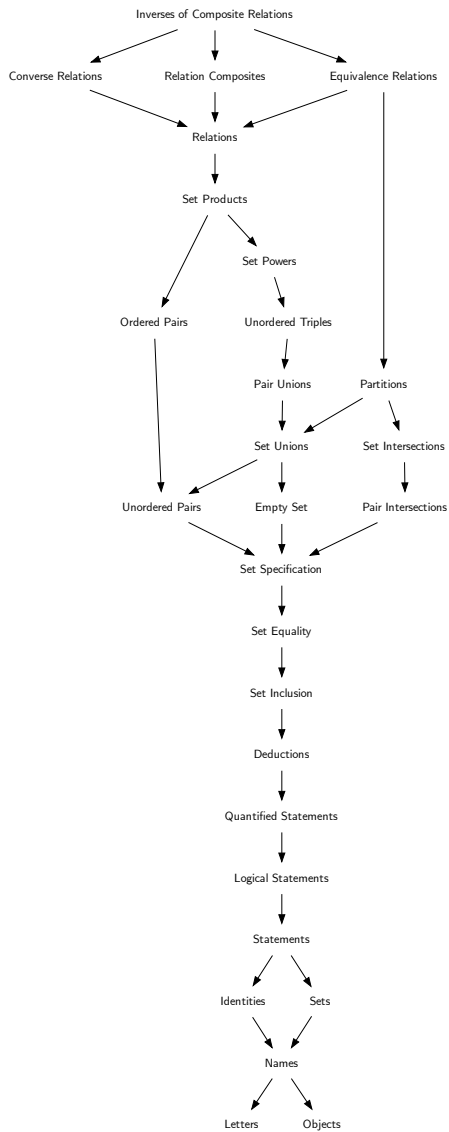 Inverses of Composite Relations
Converse Relations
Relation Composites
Equivalence Relations
Relations
Set Products
Set Powers
Ordered Pairs
Unordered Triples
Pair Unions
Partitions
Set Unions
Set Intersections
Unordered Pairs
Empty Set
Pair Intersections
Set Specification
Set Equality
Set Inclusion
Deductions
Quantified Statements
Logical Statements
Statements
Identities
Sets
Names
Letters
Objects